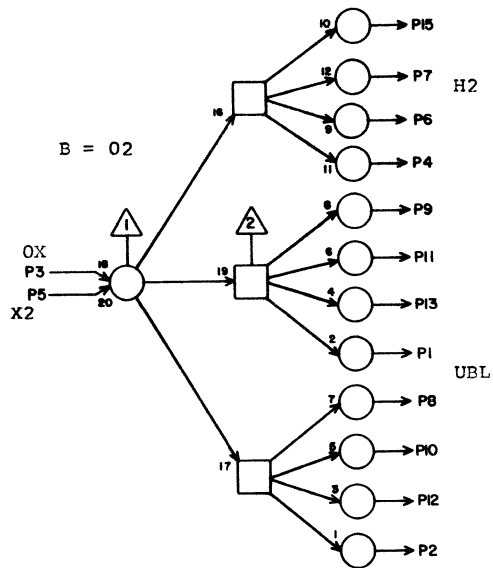 10 P15
12 P7
H2
16
9 P6
B = O2
11 P4
8 P9
1
2
6 P11
OX
P3 18
19
4 P13
P5 20
X2
2 P1
UBL
7 P8
17
5 P10
3 P12
1 P2